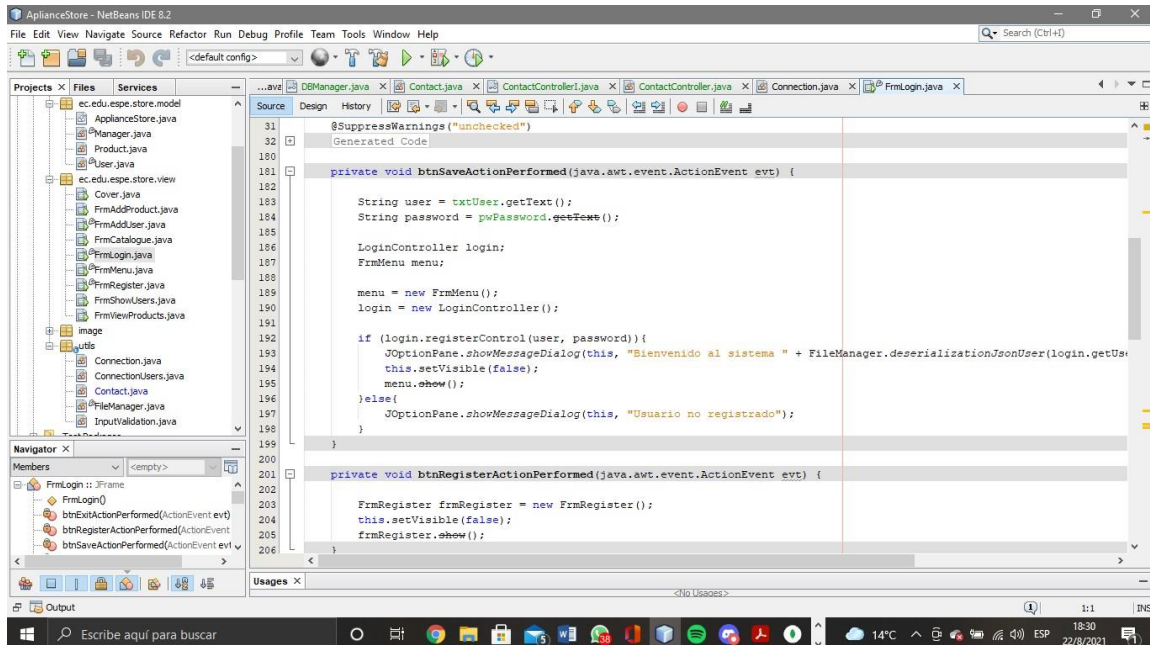 AplianceStore - NetBeans IDE 8.2
File Edit View Navigate Source Refactor Run Debug Profile Team Tools Window Help
Search (Ctrl+I)
<default config>
Projects Files Services
ec.edu.espe.store.model
ApplianceStore.java
Manager.java
Product.java
User.java
ec.edu.espe.store.view
Cover.java
FrmAddProduct.java
FrmAddUser.java
FrmCatalogue.java
FrmLogin.java
FrmMenu.java
FrmRegister.java
FrmShowUsers.java
FrmViewProducts.java
image
utils
Connection.java
ConnectionUsers.java
Contact.java
FileManager.java
InputValidation.java
Navigator
Members <empty>
FrmLogin :: JFrame
FrmLogin()
btnExitActionPerformed(ActionEvent evt)
btnRegisterActionPerformed(ActionEvent
btnSaveActionPerformed(ActionEvent evt
...ava DBManager.java Contact.java ContactControllerI.java ContactController.java Connection.java FrmLogin.java
Source Design History
31 @SuppressWarnings("unchecked")
32 Generated Code
180
181 private void btnSaveActionPerformed(java.awt.event.ActionEvent evt) {
182
183 String user = txtUser.getText();
184 String password = pwPassword.getText();
185
186 LoginController login;
187 FrmMenu menu;
188
189 menu = new FrmMenu();
190 login = new LoginController();
191
192 if (login.registerControl(user, password)){
193 JOptionPane.showMessageDialog(this, "Bienvenido al sistema " + FileManager.deserializationJsonUser(login.getUse
194 this.setVisible(false);
195 menu.show();
196 }else{
197 JOptionPane.showMessageDialog(this, "Usuario no registrado");
198 }
199 }
200
201 private void btnRegisterActionPerformed(java.awt.event.ActionEvent evt) {
202
203 FrmRegister frmRegister = new FrmRegister();
204 this.setVisible(false);
205 frmRegister.show();
206 }
Usages
<No Usages>
Output
1 1:1 INS
Escribe aquí para buscar
14°C ESP 18:30
22/8/2021